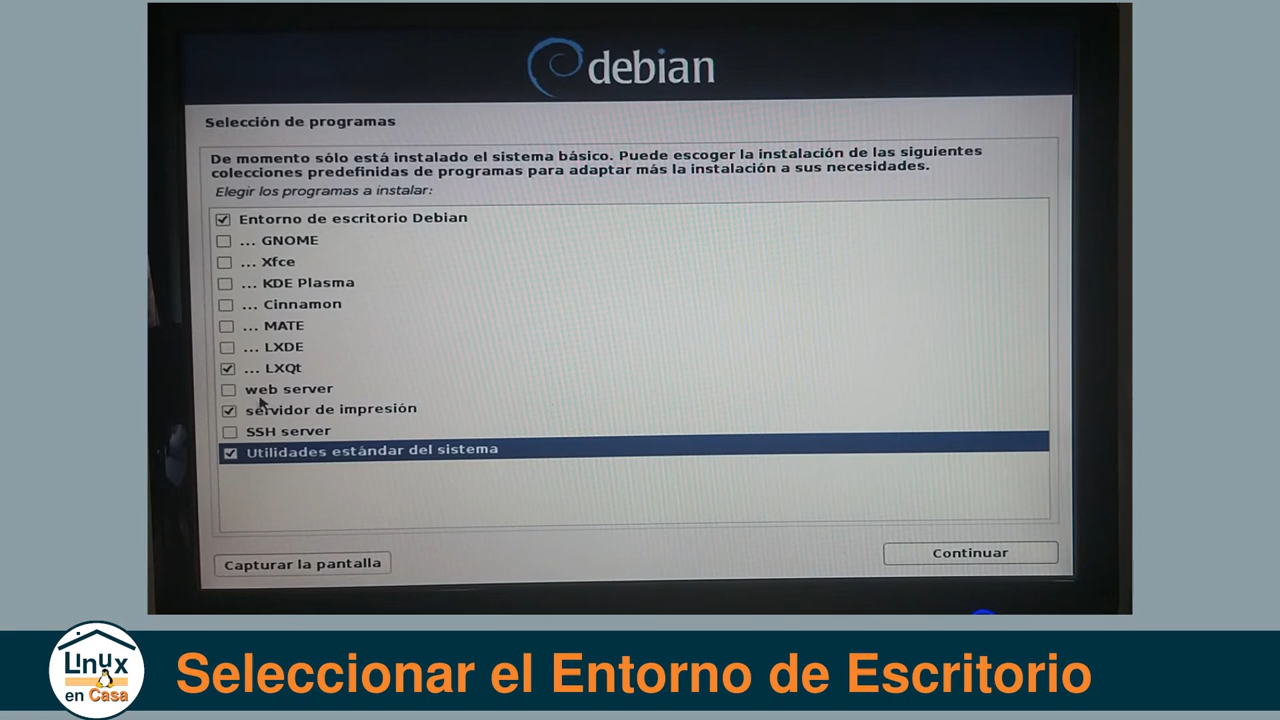 debian
Selección de programas
De momento sólo está instalado el sistema básico. Puede escoger la instalación de las siguientes
colecciones predefinidas de programas para adaptar más la instalación a sus necesidades.
Elegir los programas a instalar:
Entorno de escritorio Debian
... GNOME
... Xfce
... KDE Plasma
... Cinnamon
... MATE
... LXDE
... LXQt
web server
servidor de impresión
SSH server
Utilidades estándar del sistema
Capturar la pantalla
Continuar
Linux
en Casa
Seleccionar el Entorno de Escritorio